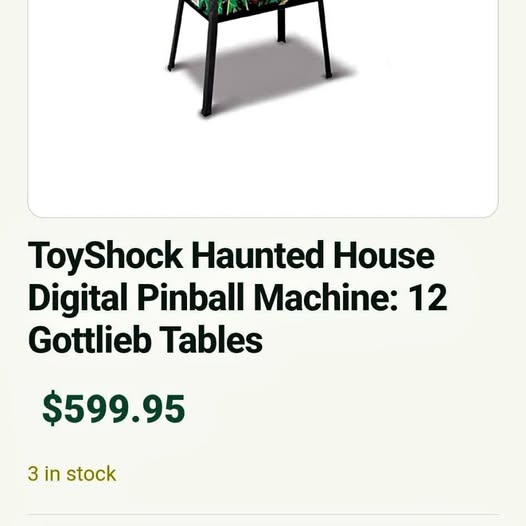 ToyShock Haunted House
Digital Pinball Machine: 12
Gottlieb Tables
$599.95
3 in stock